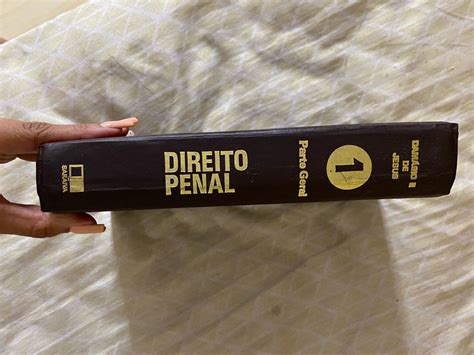 DAMÁSIO E.
DE
JESUS
1
Parte Geral
DIREITO
PENAL
SARAIVA